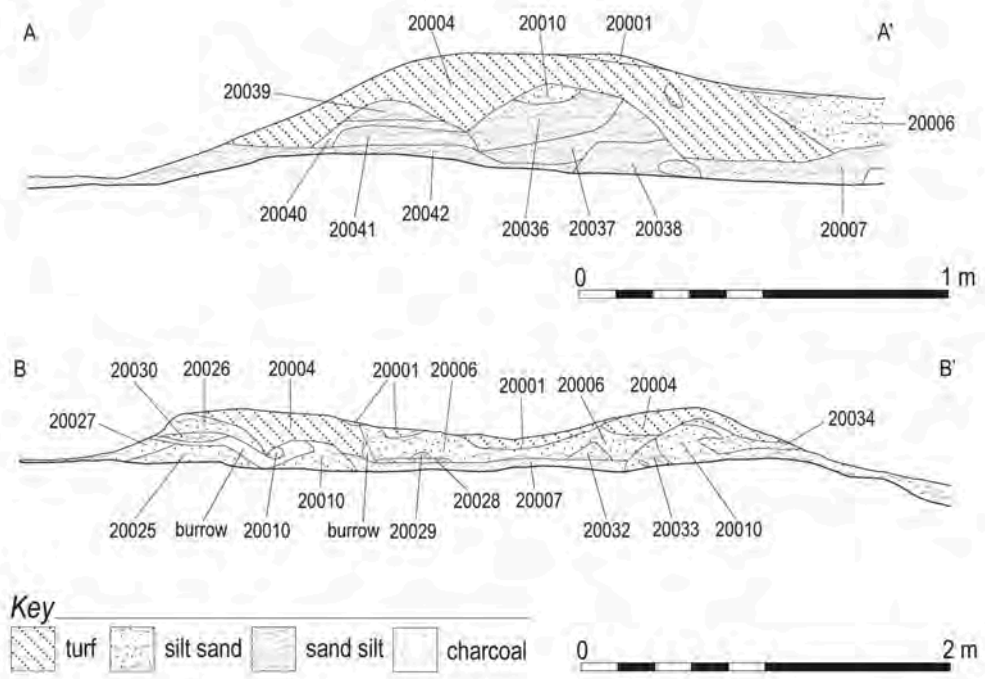 A 20004 20010 20001 A'
20039
20006
20040 20041 20042 20036 20037 20038 20007
0 1 m
B B'
20030 20026 20004 20001 20006 20001 20006 20004
20027 20034
20010 20028 20007
20025 burrow 20010 burrow 20029 20032 20033 20010
Key
turf silt sand sand silt charcoal
0 2 m